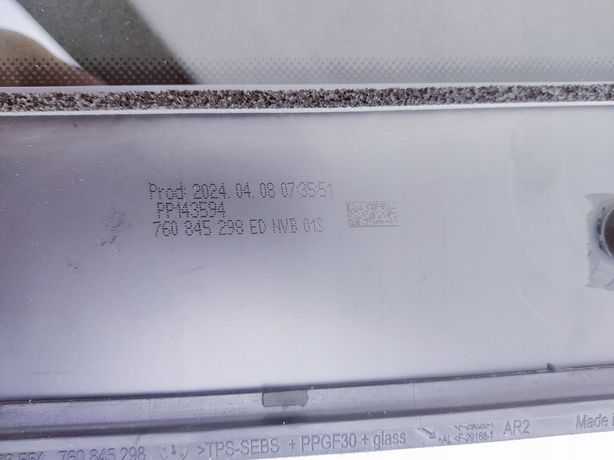 Prod: 2024. 04. 08 07:35:51
PP143594
760 845 298 ED NVB 01S
760 845 298 >TPS-SEBS + PPGF30 + glass
+AL AR2 Made